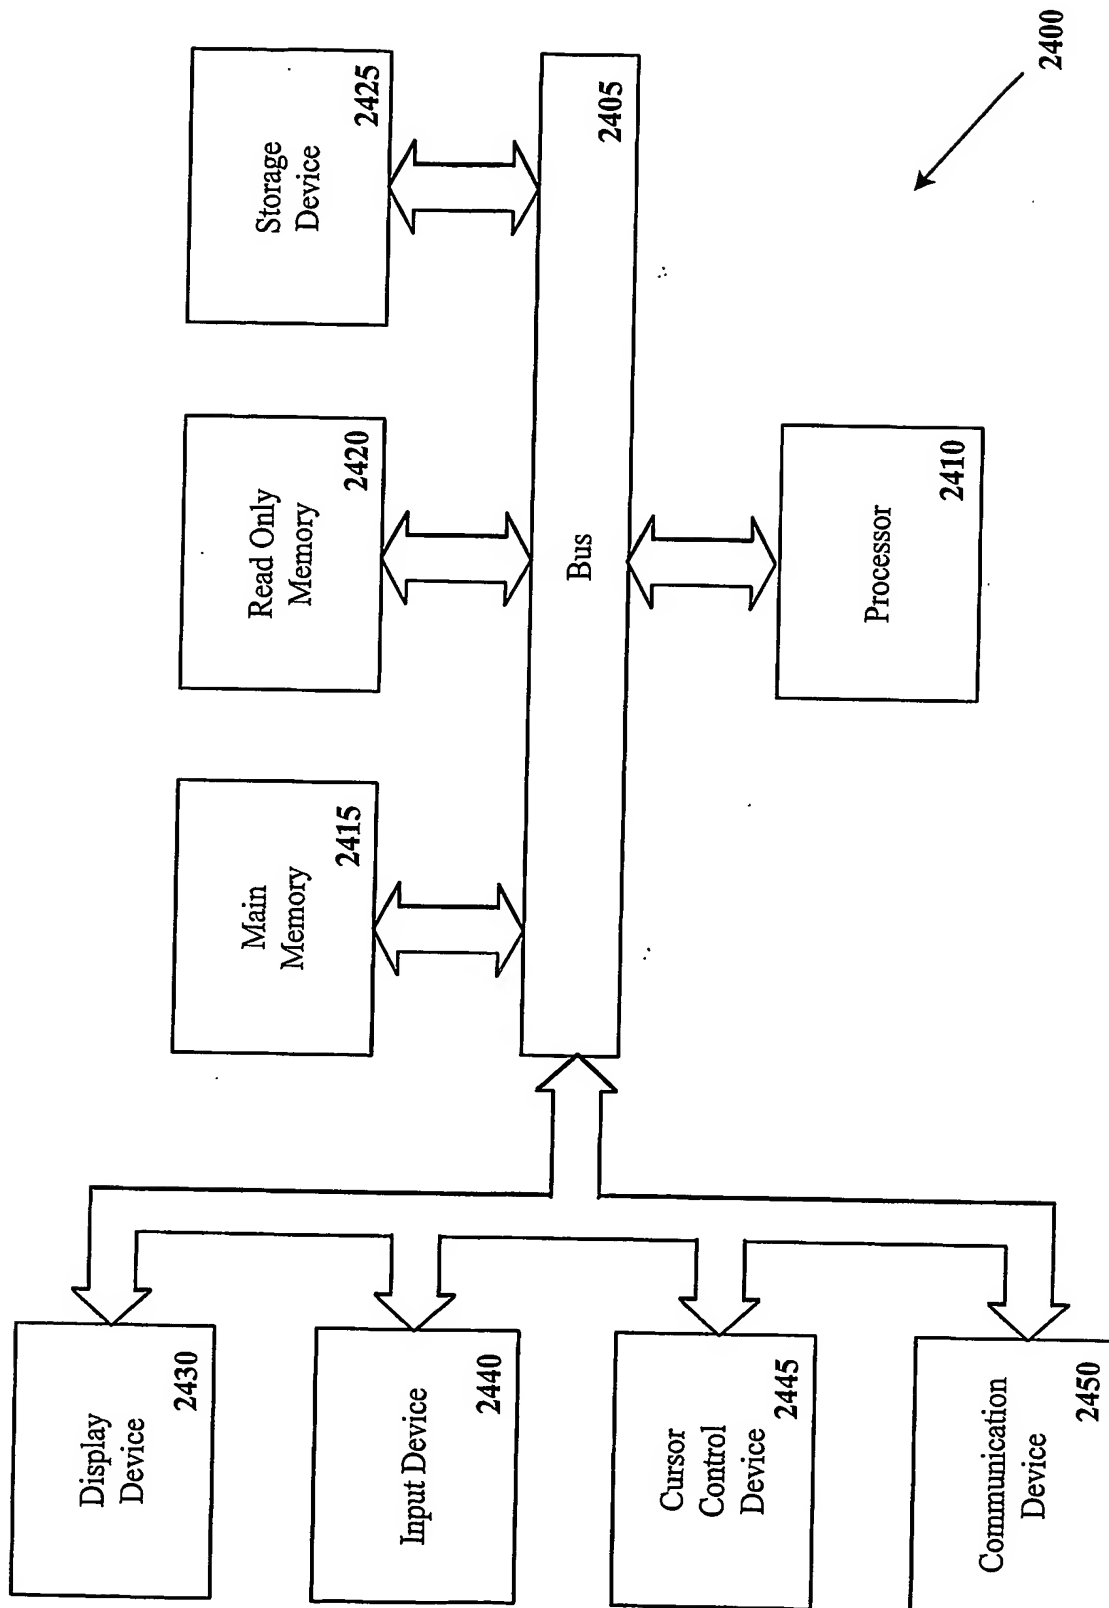 Display
Device
2430
Input Device
2440
Cursor
Control
Device
2445
Communication
Device
2450
Main
Memory
2415
Read Only
Memory
2420
Storage
Device
2425
Bus
2405
Processor
2410
2400